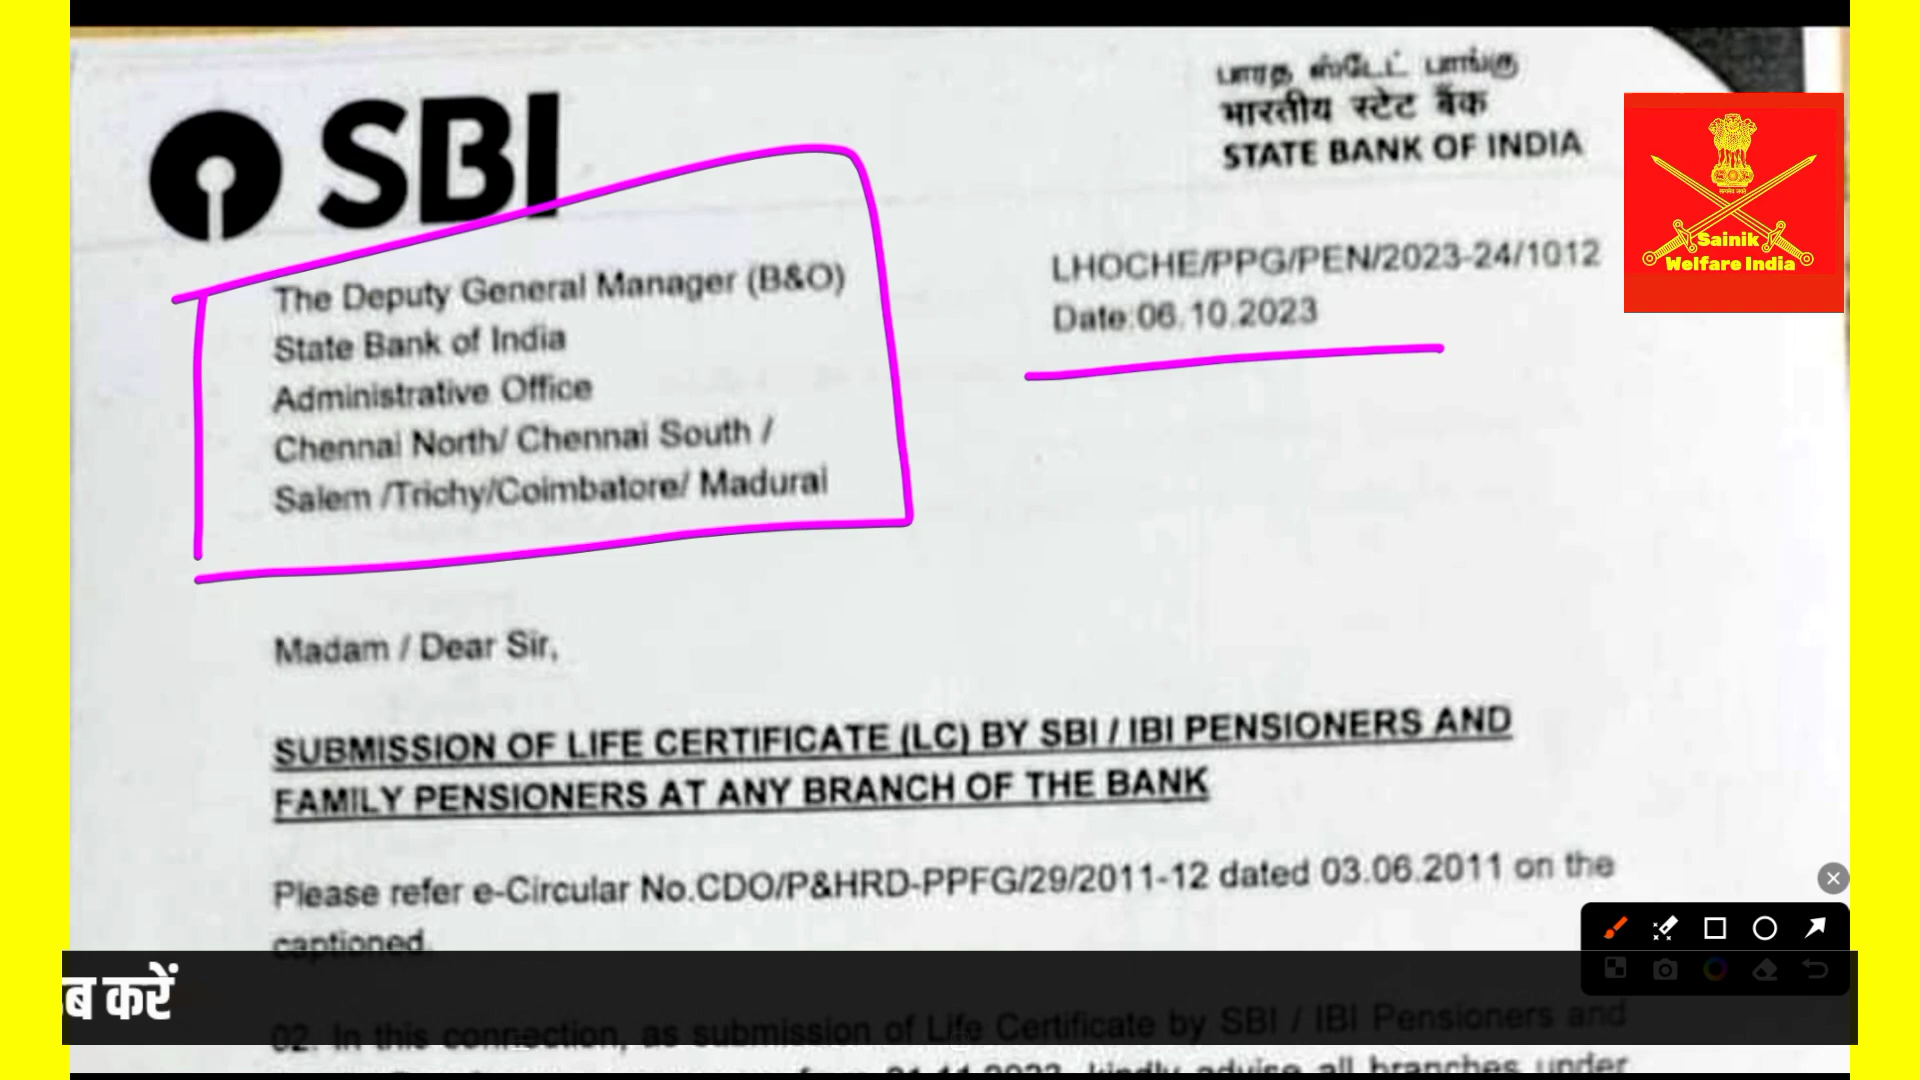 SBI
பாரத ஸ்டேட் பாங்கு
भारतीय स्टेट बैंक
STATE BANK OF INDIA
The Deputy General Manager (B&O)
State Bank of India
Administrative Office
Chennai North/ Chennai South /
Salem /Trichy/Coimbatore/ Madurai
LHOCHE/PPG/PEN/2023-24/1012
Date:06.10.2023
Sainik
Welfare India
Madam / Dear Sir,
SUBMISSION OF LIFE CERTIFICATE (LC) BY SBI / IBI PENSIONERS AND
FAMILY PENSIONERS AT ANY BRANCH OF THE BANK
Please refer e-Circular No.CDO/P&HRD-PPFG/29/2011-12 dated 03.06.2011 on the
captioned.
करें
02. In this connection, as submission of Life Certificate by SBI / IBI Pensioners and
kindly advise all branches under